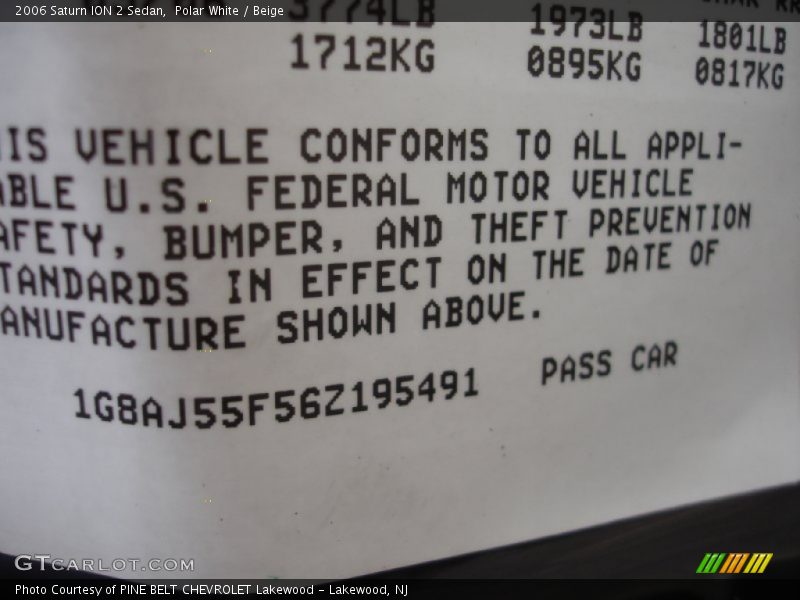 2006 Saturn ION 2 Sedan, Polar White / Beige
3774LB 1973LB 1801LB
1712KG 0895KG 0817KG
IS VEHICLE CONFORMS TO ALL APPLI-
ABLE U.S. FEDERAL MOTOR VEHICLE
AFETY, BUMPER, AND THEFT PREVENTION
TANDARDS IN EFFECT ON THE DATE OF
ANUFACTURE SHOWN ABOVE.
1G8AJ55F56Z195491 PASS CAR
GTCARLOT.COM
Photo Courtesy of PINE BELT CHEVROLET Lakewood - Lakewood, NJ